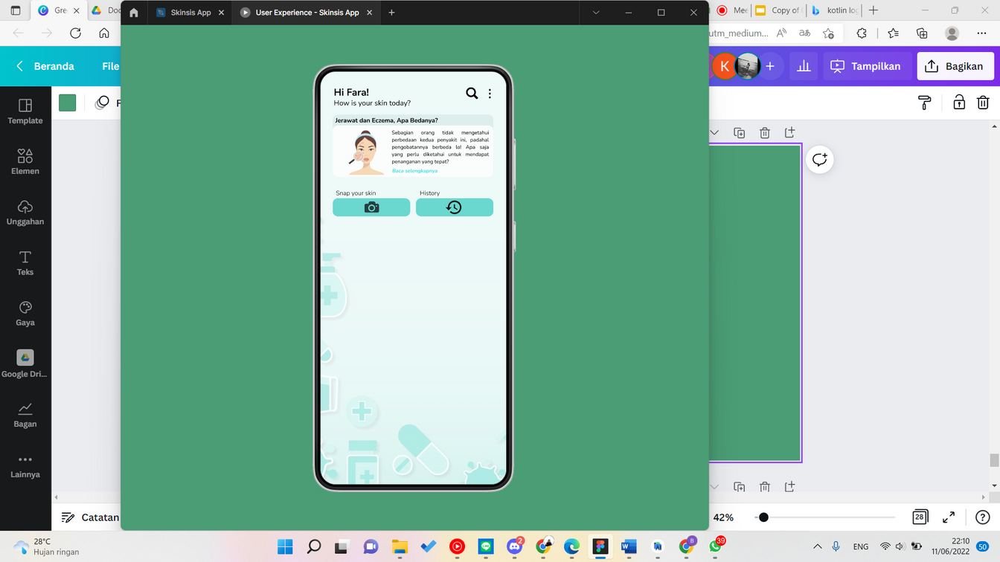 Gre
Doc
Skinsis App
User Experience - Skinsis App
Mee
Copy of
kotlin log
utm_medium...
Beranda
File
K
Tampilkan
Bagikan
Template
Elemen
Unggahan
Teks
Gaya
Google Dri...
Bagan
Lainnya
Hi Fara!
How is your skin today?
Jerawat dan Eczema, Apa Bedanya?
Sebagian orang tidak mengetahui
perbedaan kedua penyakit ini, padahal
pengobatannya berbeda lo! Apa saja
yang perlu diketahui untuk mendapat
penanganan yang tepat?
Baca selengkapnya
Snap your skin
History
Catatan
42%
28
28°C
Hujan ringan
2
B
39
ENG
22:10
11/06/2022
50